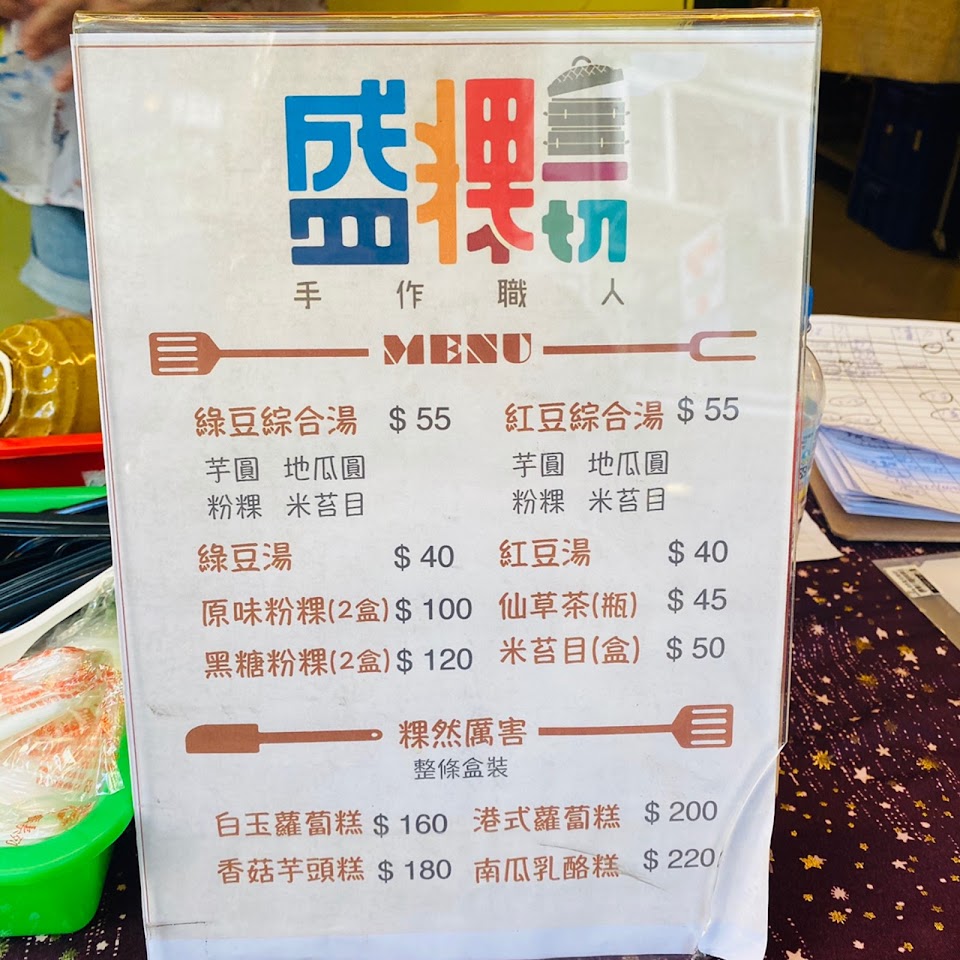 盛粿一切
手作職人
MENU
綠豆綜合湯 $ 55 紅豆綜合湯 $ 55
芋圓 地瓜圓 芋圓 地瓜圓
粉粿 米苔目 粉粿 米苔目
綠豆湯 $ 40 紅豆湯 $ 40
原味粉粿(2盒) $ 100 仙草茶(瓶) $ 45
黑糖粉粿(2盒) $ 120 米苔目(盒) $ 50
粿然厲害
整條盒裝
白玉蘿蔔糕 $ 160 港式蘿蔔糕 $ 200
香菇芋頭糕 $ 180 南瓜乳酪糕 $ 220